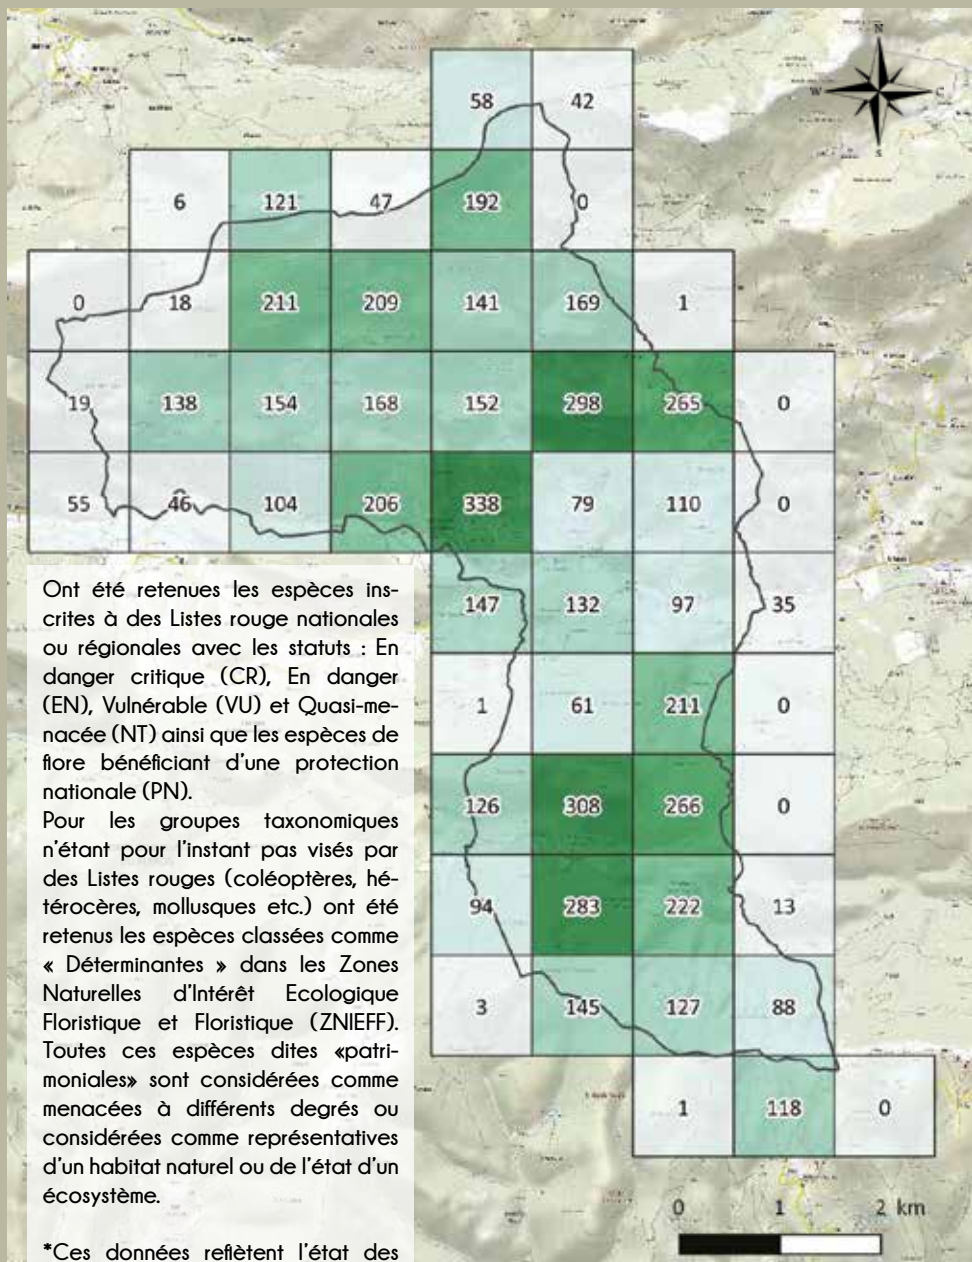 N
W
S
58 42
6 121 47 192 0
0 18 211 209 141 169 1
19 138 154 168 152 298 265 0
55 46 104 206 338 79 110 0
147 132 97 35
1 61 211 0
126 308 266 0
94 283 222 13
3 145 127 88
1 118 0
Ont été retenues les espèces ins-
crites à des Listes rouge nationales
ou régionales avec les statuts : En
danger critique (CR), En danger
(EN), Vulnérable (VU) et Quasi-me-
nacée (NT) ainsi que les espèces de
flore bénéficiant d'une protection
nationale (PN).
Pour les groupes taxonomiques
n'étant pour l'instant pas visés par
des Listes rouges (coléoptères, hé-
térocères, mollusques etc.) ont été
retenus les espèces classées comme
« Déterminantes » dans les Zones
Naturelles d'Intérêt Ecologique
Floristique et Floristique (ZNIEFF).
Toutes ces espèces dites «patri-
moniales» sont considérées comme
menacées à différents degrés ou
considérées comme représentatives
d'un habitat naturel ou de l'état d'un
écosystème.
*Ces données reflètent l'état des
0 1 2 km